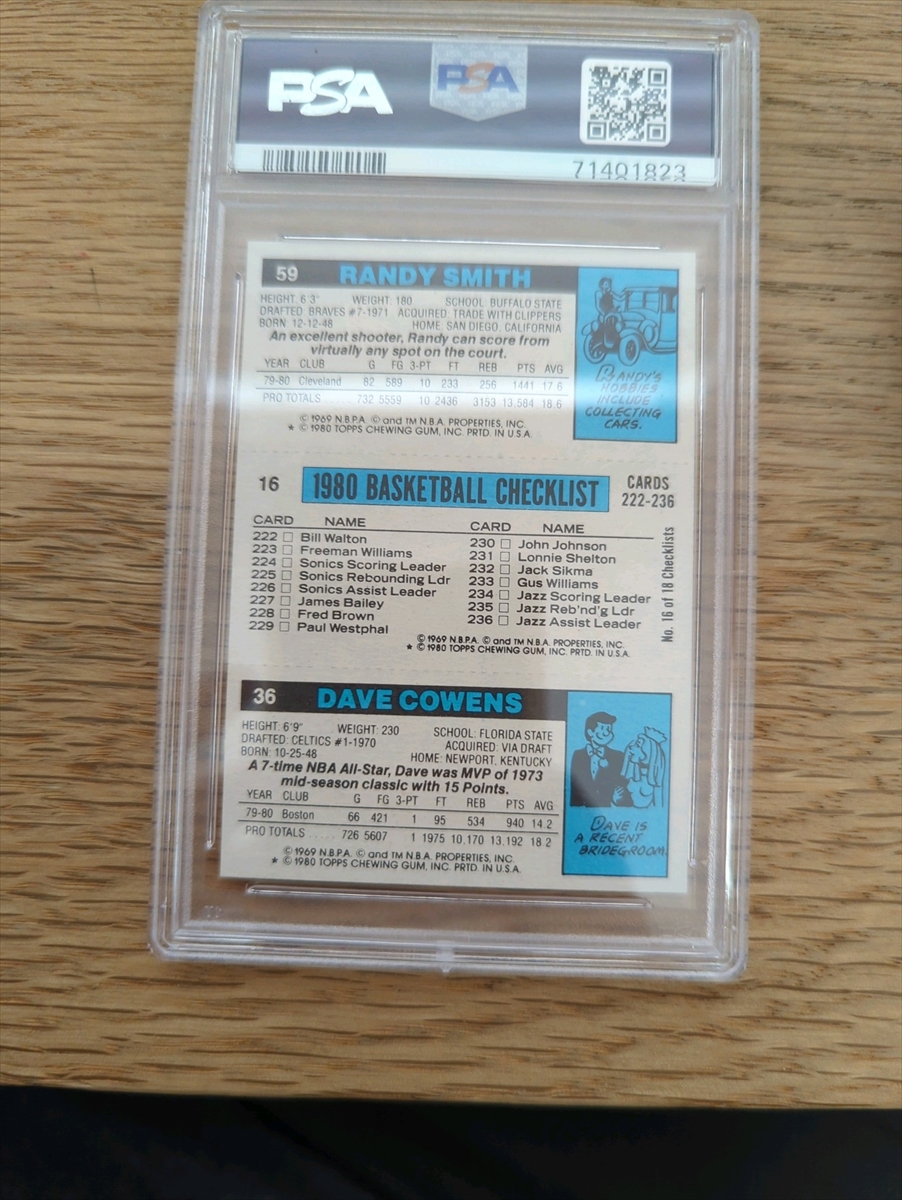 PSA
PSA
71401823
59 RANDY SMITH
HEIGHT: 6'3" WEIGHT: 180 SCHOOL: BUFFALO STATE
DRAFTED: BRAVES #7-1971 ACQUIRED: TRADE WITH CLIPPERS
BORN: 12-12-48 HOME: SAN DIEGO, CALIFORNIA
An excellent shooter, Randy can score from
virtually any spot on the court.
YEAR CLUB G FG 3-PT FT REB PTS AVG
79-80 Cleveland 82 589 10 233 256 1441 17.6
PRO TOTALS 732 5559 10 2436 3153 13,584 18.6
© 1969 N.B.P.A. © and TM N.B.A. PROPERTIES, INC.
★ © 1980 TOPPS CHEWING GUM, INC. PRTD. IN U.S.A.
RANDY'S
HOBBIES
INCLUDE
COLLECTING
CARS.
16 1980 BASKETBALL CHECKLIST CARDS
222-236
CARD NAME
222 □ Bill Walton
223 □ Freeman Williams
224 □ Sonics Scoring Leader
225 □ Sonics Rebounding Ldr
226 □ Sonics Assist Leader
227 □ James Bailey
228 □ Fred Brown
229 □ Paul Westphal
CARD NAME
230 □ John Johnson
231 □ Lonnie Shelton
232 □ Jack Sikma
233 □ Gus Williams
234 □ Jazz Scoring Leader
235 □ Jazz Reb'nd'g Ldr
236 □ Jazz Assist Leader
No. 16 of 18 Checklists
© 1969 N.B.P.A. © and TM N.B.A. PROPERTIES, INC.
★ © 1980 TOPPS CHEWING GUM, INC. PRTD. IN U.S.A.
36 DAVE COWENS
HEIGHT: 6'9" WEIGHT: 230 SCHOOL: FLORIDA STATE
DRAFTED: CELTICS #1-1970 ACQUIRED: VIA DRAFT
BORN: 10-25-48 HOME: NEWPORT, KENTUCKY
A 7-time NBA All-Star, Dave was MVP of 1973
mid-season classic with 15 Points.
YEAR CLUB G FG 3-PT FT REB PTS AVG
79-80 Boston 66 421 1 95 534 940 14.2
PRO TOTALS 726 5607 1 1975 10,170 13,192 18.2
© 1969 N.B.P.A. © and TM N.B.A. PROPERTIES, INC.
★ © 1980 TOPPS CHEWING GUM, INC. PRTD. IN U.S.A.
DAVE IS
A RECENT
BRIDEGROOM.